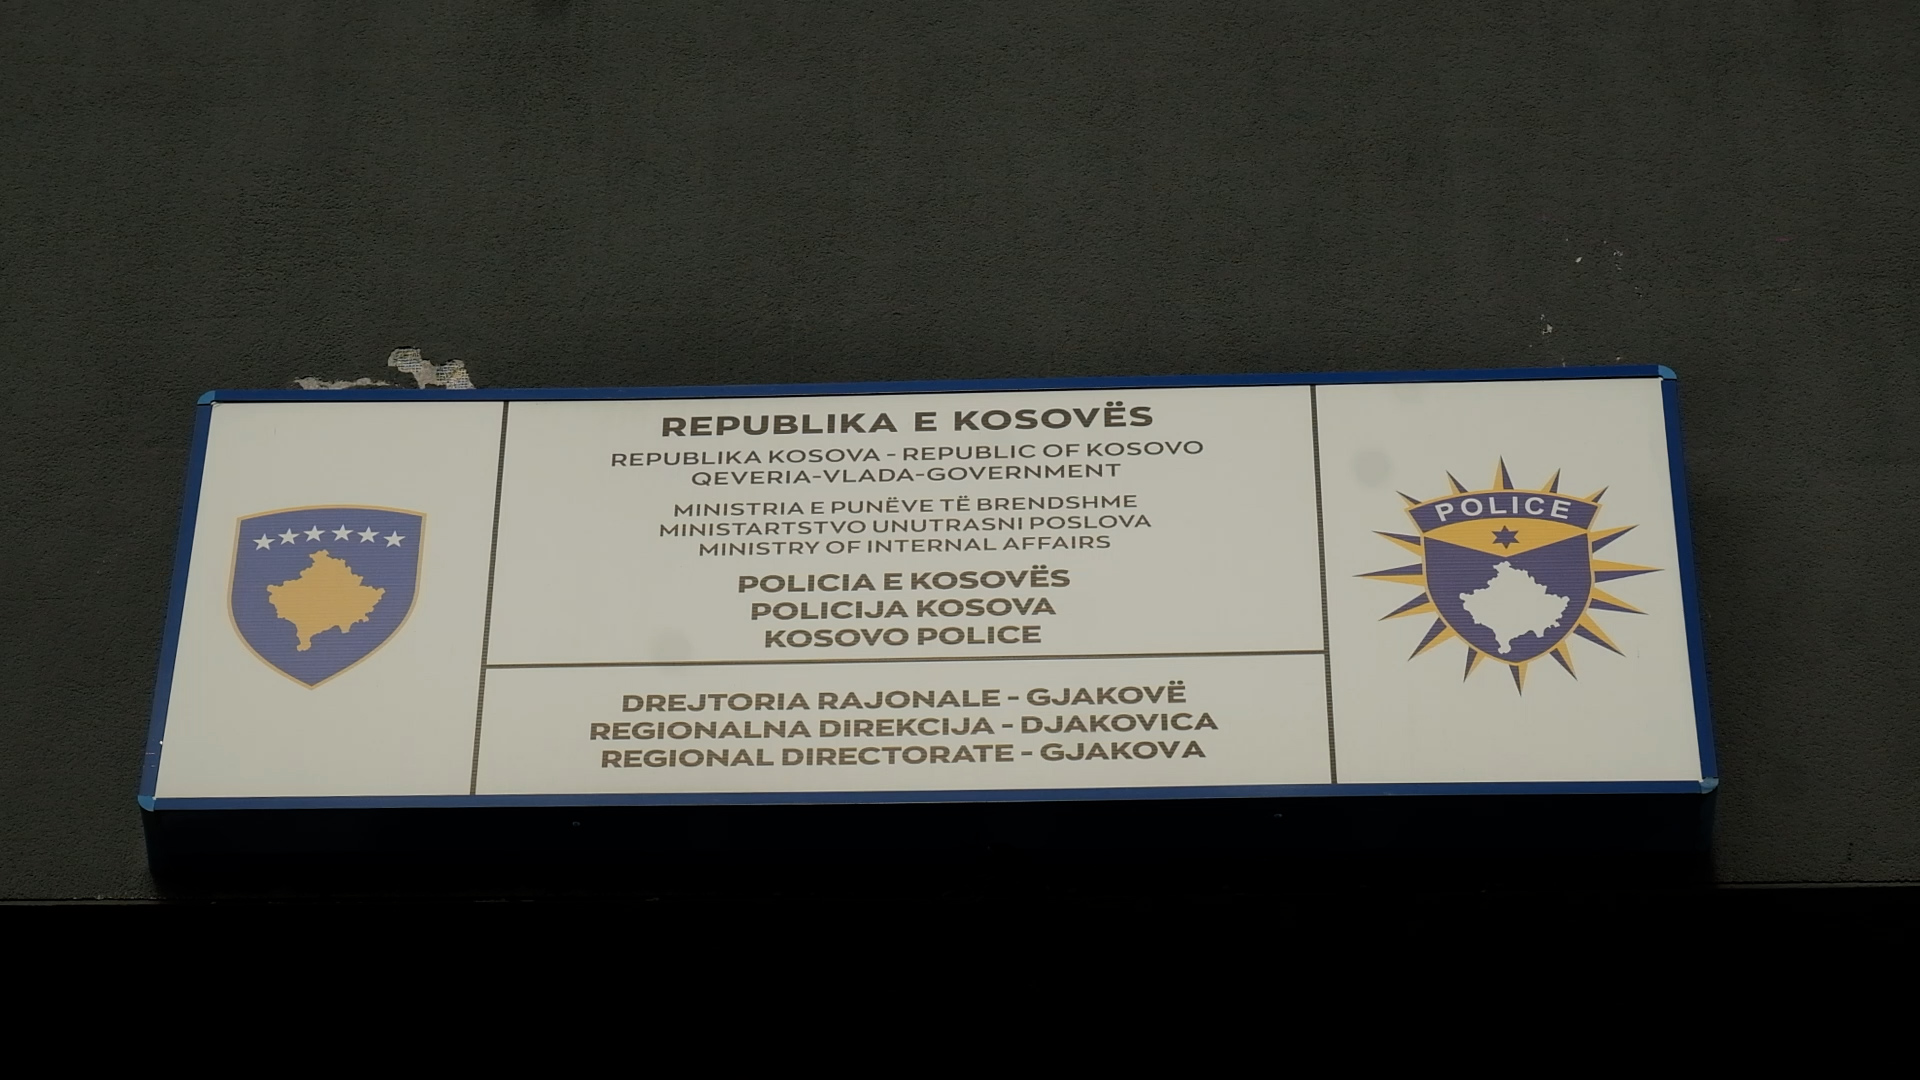 REPUBLIKA E KOSOVËS
REPUBLIKA KOSOVA - REPUBLIC OF KOSOVO
QEVERIA-VLADA-GOVERNMENT
MINISTRIA E PUNËVE TË BRENDSHME
MINISTARTSTVO UNUTRASNI POSLOVA
MINISTRY OF INTERNAL AFFAIRS
POLICIA E KOSOVËS
POLICIJA KOSOVA
KOSOVO POLICE
DREJTORIA RAJONALE - GJAKOVË
REGIONALNA DIREKCIJA - DJAKOVICA
REGIONAL DIRECTORATE - GJAKOVA
POLICE